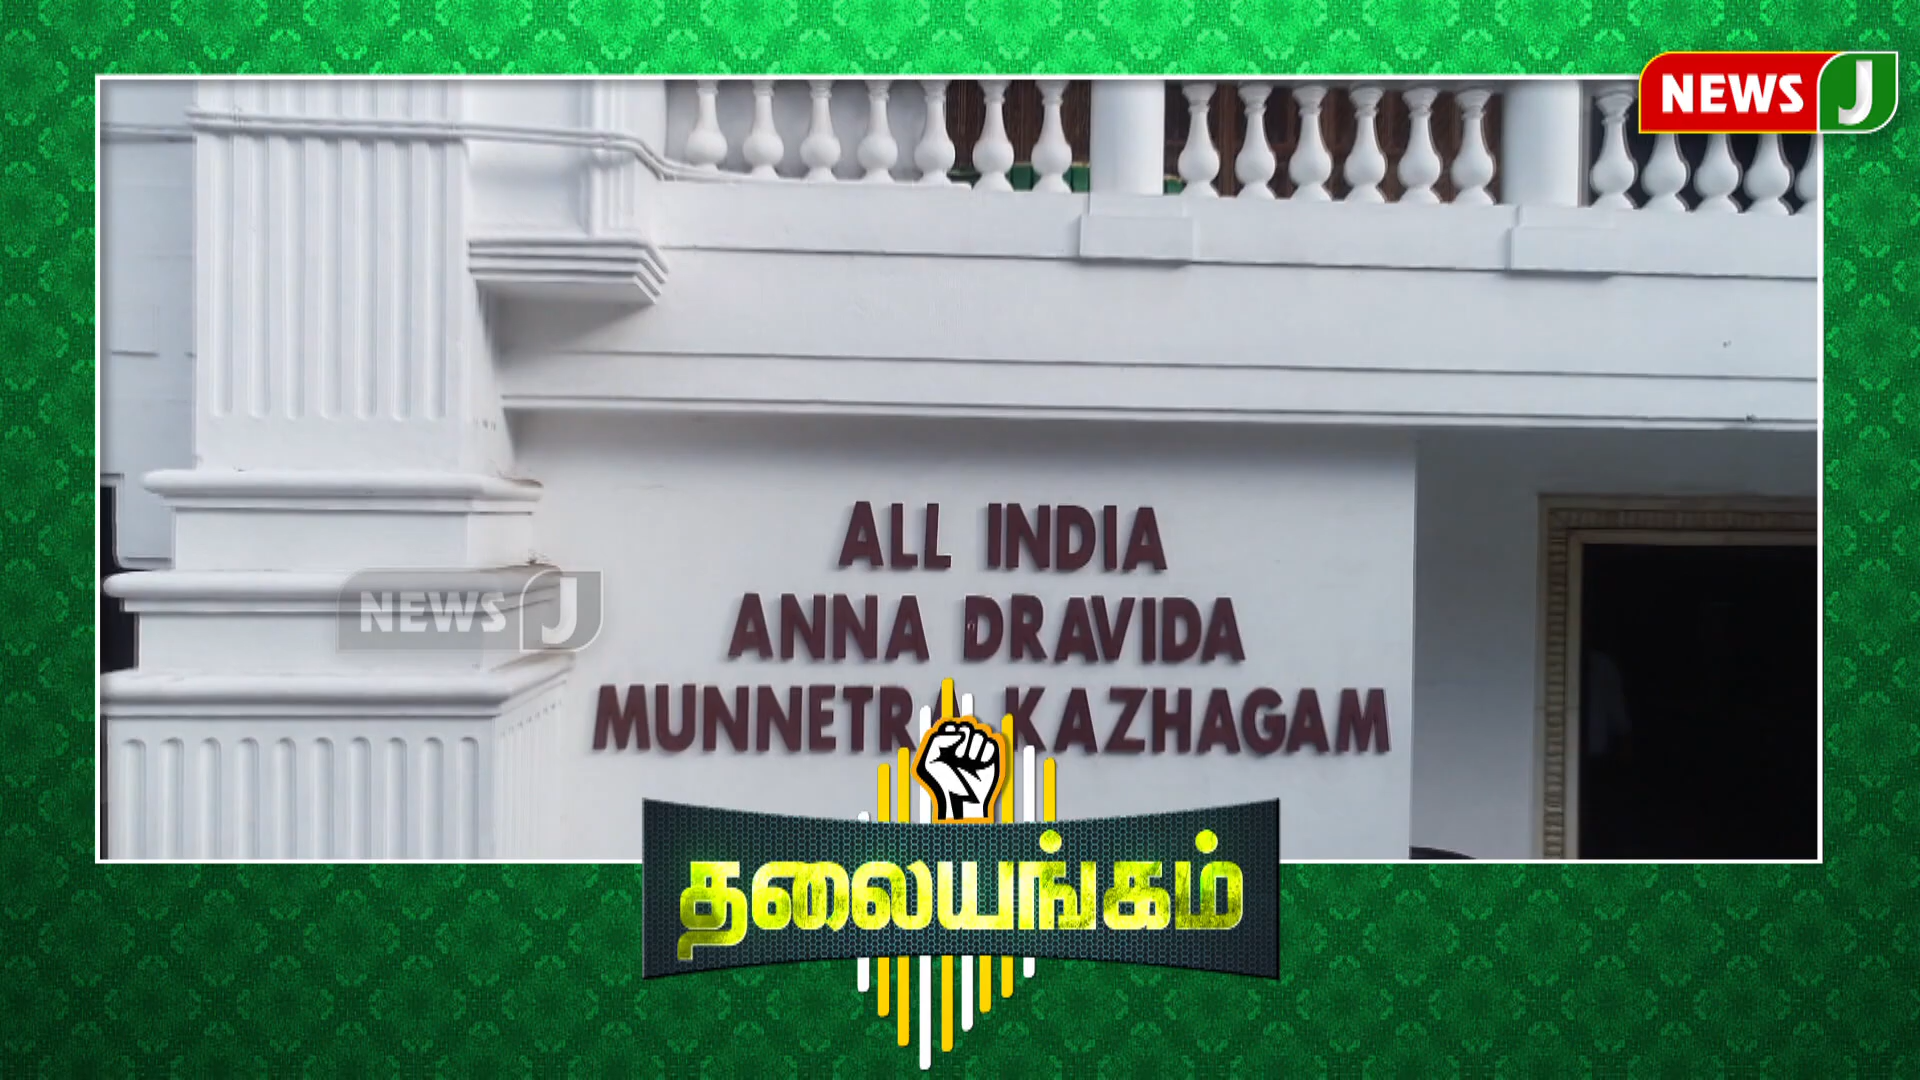 NEWS J
ALL INDIA
ANNA DRAVIDA
MUNNETRA KAZHAGAM
NEWS J
தலையங்கம்